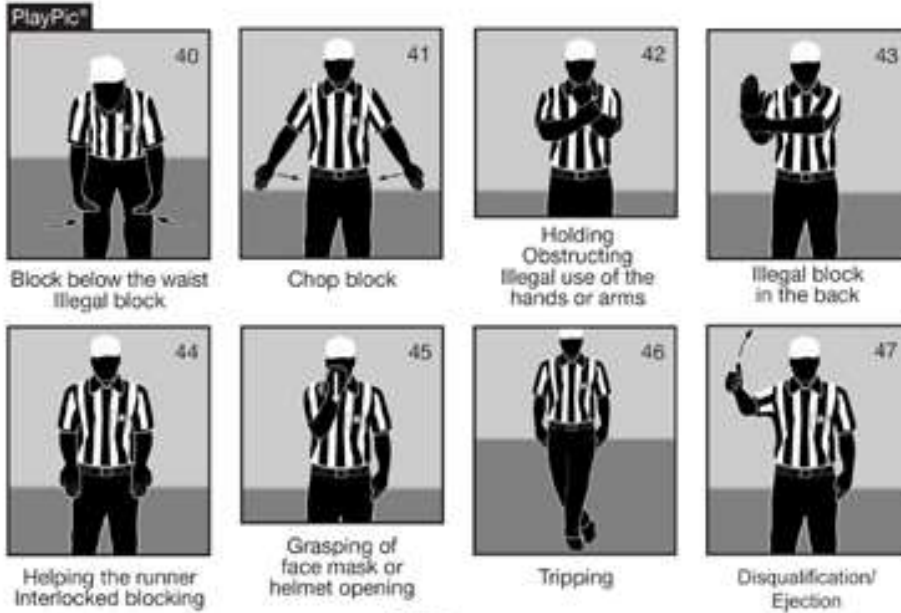 PlayPic®
40
41
42
43
Block below the waist
Illegal block
Chop block
Holding
Obstructing
Illegal use of the
hands or arms
Illegal block
in the back
44
45
46
47
Helping the runner
Interlocked blocking
Grasping of
face mask or
helmet opening
Tripping
Disqualification/
Ejection